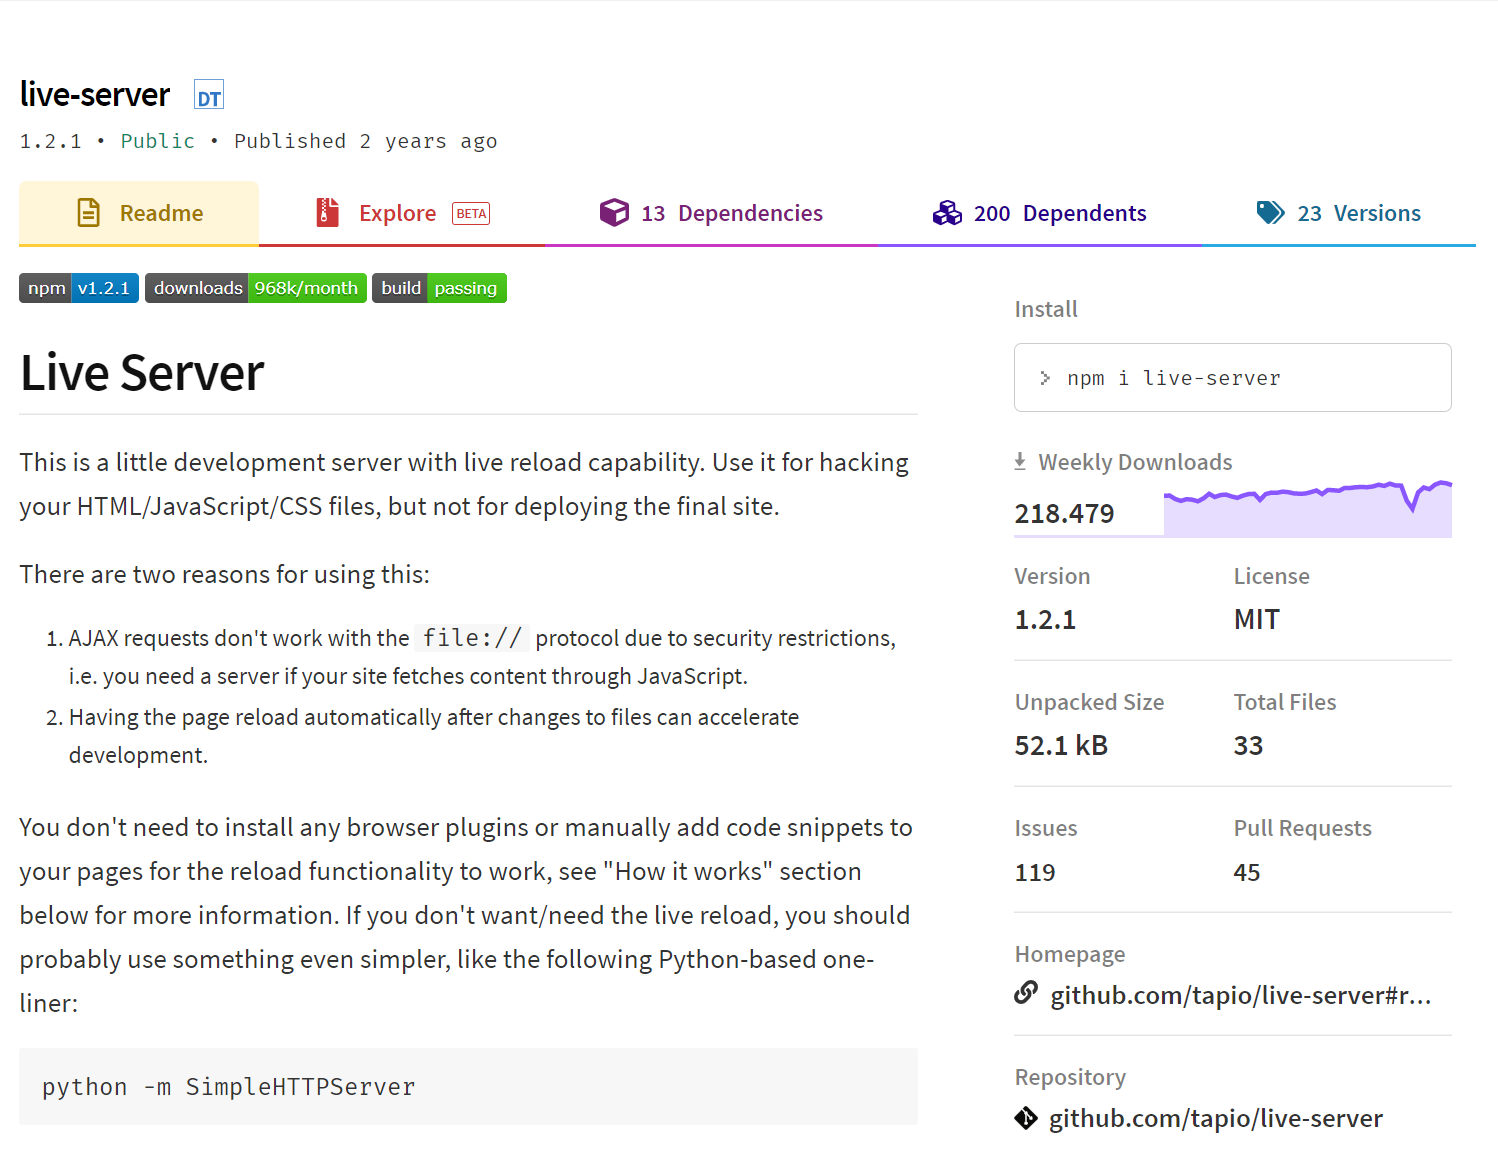 live-server DT
1.2.1 • Public • Published 2 years ago
Readme
Explore BETA
13 Dependencies
200 Dependents
23 Versions
npm v1.2.1
downloads 968k/month
build passing
Live Server
This is a little development server with live reload capability. Use it for hacking
your HTML/JavaScript/CSS files, but not for deploying the final site.
There are two reasons for using this:
1. AJAX requests don't work with the file:// protocol due to security restrictions,
i.e. you need a server if your site fetches content through JavaScript.
2. Having the page reload automatically after changes to files can accelerate
development.
You don't need to install any browser plugins or manually add code snippets to
your pages for the reload functionality to work, see "How it works" section
below for more information. If you don't want/need the live reload, you should
probably use something even simpler, like the following Python-based one-
liner:
python -m SimpleHTTPServer
Install
> npm i live-server
Weekly Downloads
218.479
Version
1.2.1
License
MIT
Unpacked Size
52.1 kB
Total Files
33
Issues
119
Pull Requests
45
Homepage
github.com/tapio/live-server#r...
Repository
github.com/tapio/live-server